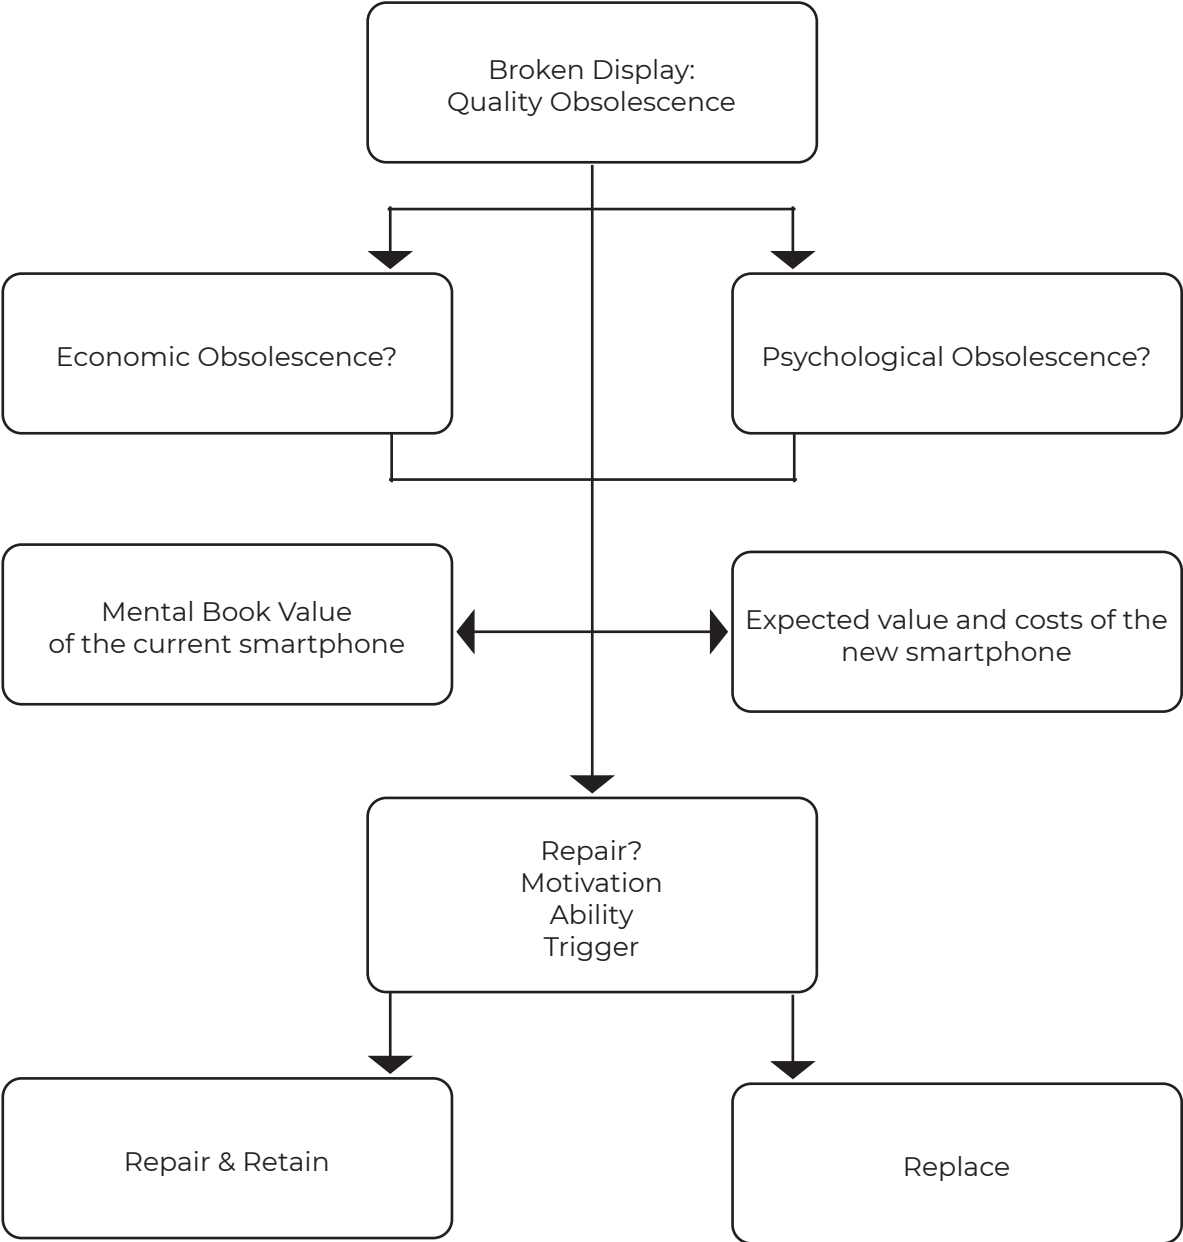 Broken Display:
Quality Obsolescence
Economic Obsolescence?
Psychological Obsolescence?
Mental Book Value
of the current smartphone
Expected value and costs of the
new smartphone
Repair?
Motivation
Ability
Trigger
Repair & Retain
Replace